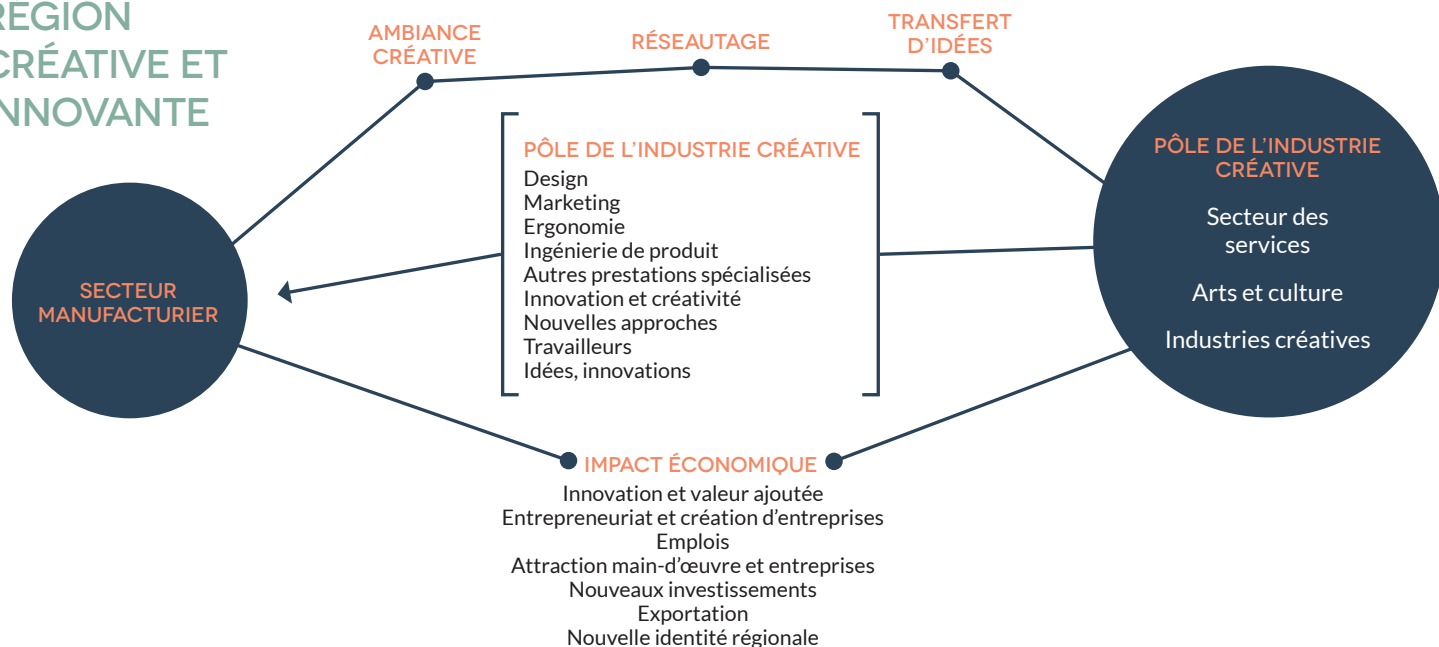 RÉGION
CRÉATIVE ET
INNOVANTE
AMBIANCE
CRÉATIVE
RÉSEAUTAGE
TRANSFERT
D'IDÉES
SECTEUR
MANUFACTURIER
PÔLE DE L'INDUSTRIE CRÉATIVE
Design
Marketing
Ergonomie
Ingénierie de produit
Autres prestations spécialisées
Innovation et créativité
Nouvelles approches
Travailleurs
Idées, innovations
PÔLE DE L'INDUSTRIE
CRÉATIVE
Secteur des
services
Arts et culture
Industries créatives
IMPACT ÉCONOMIQUE
Innovation et valeur ajoutée
Entrepreneuriat et création d'entreprises
Emplois
Attraction main-d'œuvre et entreprises
Nouveaux investissements
Exportation
Nouvelle identité régionale